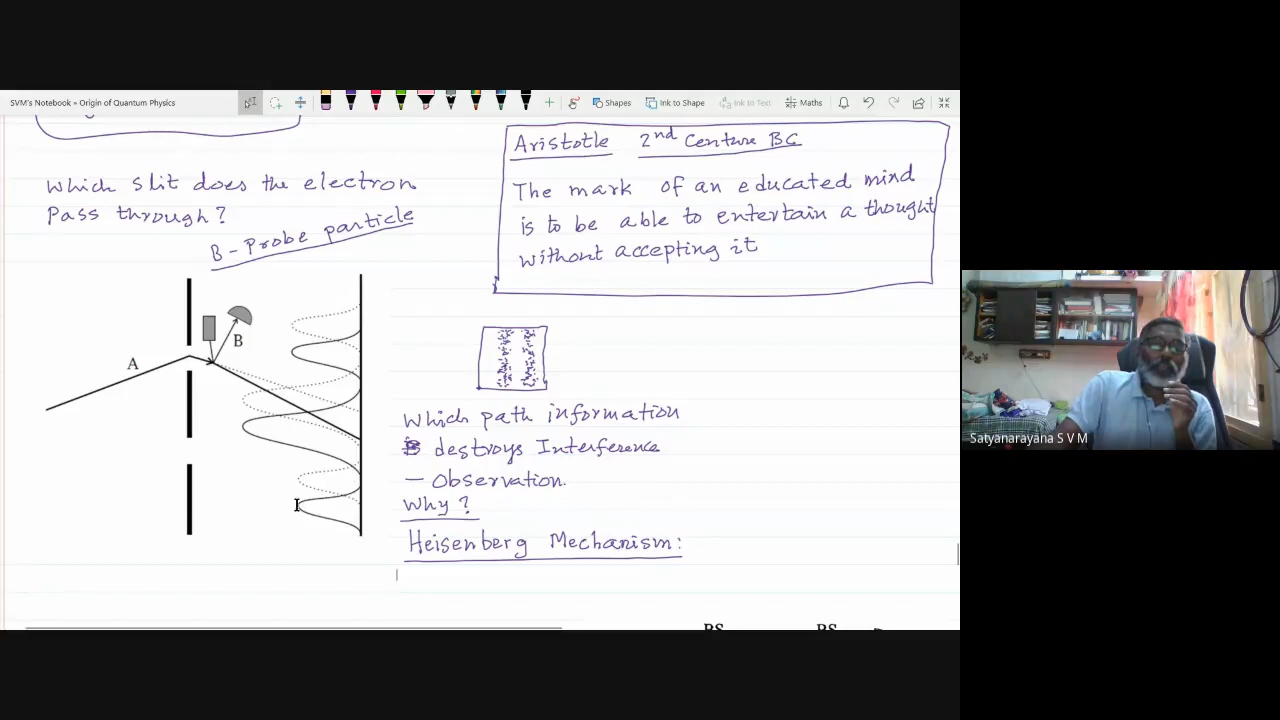 SVM's Notebook » Origin of Quantum Physics
Shapes
Ink to Shape
Ink to Text
Maths
Aristotle 2nd Centure BC
The mark of an educated mind
is to be able to entertain a thought
without accepting it
Which slit does the electron
Pass through?
B - Probe particle
A
B
Which path information
destroys Interference
— Observation.
Why?
Heisenberg Mechanism:
BS BS
Satyanarayana S V M